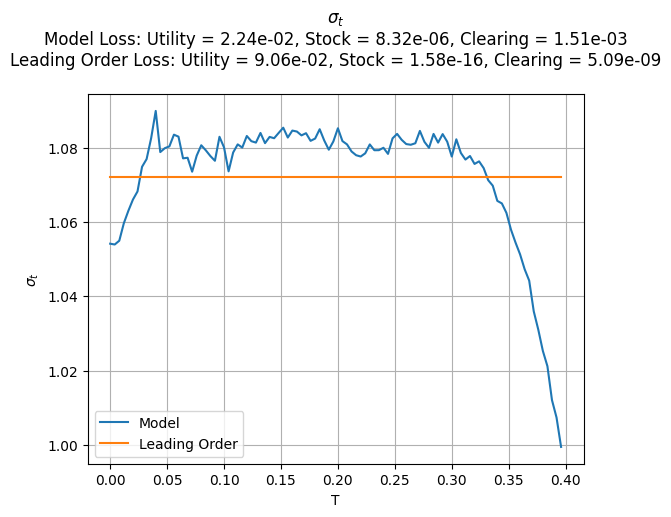 σ_t
Model Loss: Utility = 2.24e-02, Stock = 8.32e-06, Clearing = 1.51e-03
Leading Order Loss: Utility = 9.06e-02, Stock = 1.58e-16, Clearing = 5.09e-09
1.08
1.06
σ_t
1.04
1.02
1.00
Model
Leading Order
0.00 0.05 0.10 0.15 0.20 0.25 0.30 0.35 0.40
T